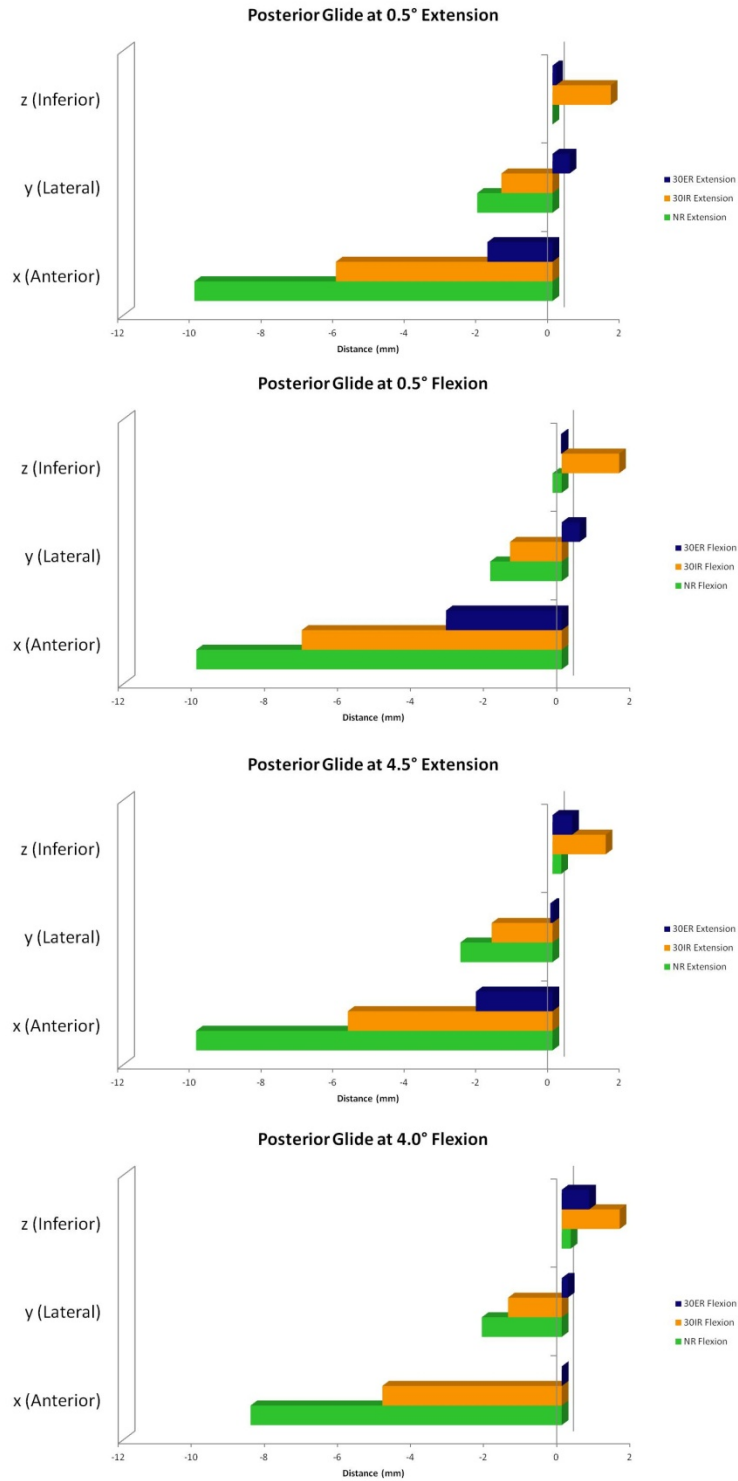 Posterior Glide at 0.5° Extension
z (Inferior)
y (Lateral)
x (Anterior)
30ER Extension
30IR Extension
NR Extension
-12 -10 -8 -6 -4 -2 0 2
Distance (mm)
Posterior Glide at 0.5° Flexion
z (Inferior)
y (Lateral)
x (Anterior)
30ER Flexion
30IR Flexion
NR Flexion
-12 -10 -8 -6 -4 -2 0 2
Distance (mm)
Posterior Glide at 4.5° Extension
z (Inferior)
y (Lateral)
x (Anterior)
30ER Extension
30IR Extension
NR Extension
-12 -10 -8 -6 -4 -2 0 2
Distance (mm)
Posterior Glide at 4.0° Flexion
z (Inferior)
y (Lateral)
x (Anterior)
30ER Flexion
30IR Flexion
NR Flexion
-12 -10 -8 -6 -4 -2 0 2
Distance (mm)